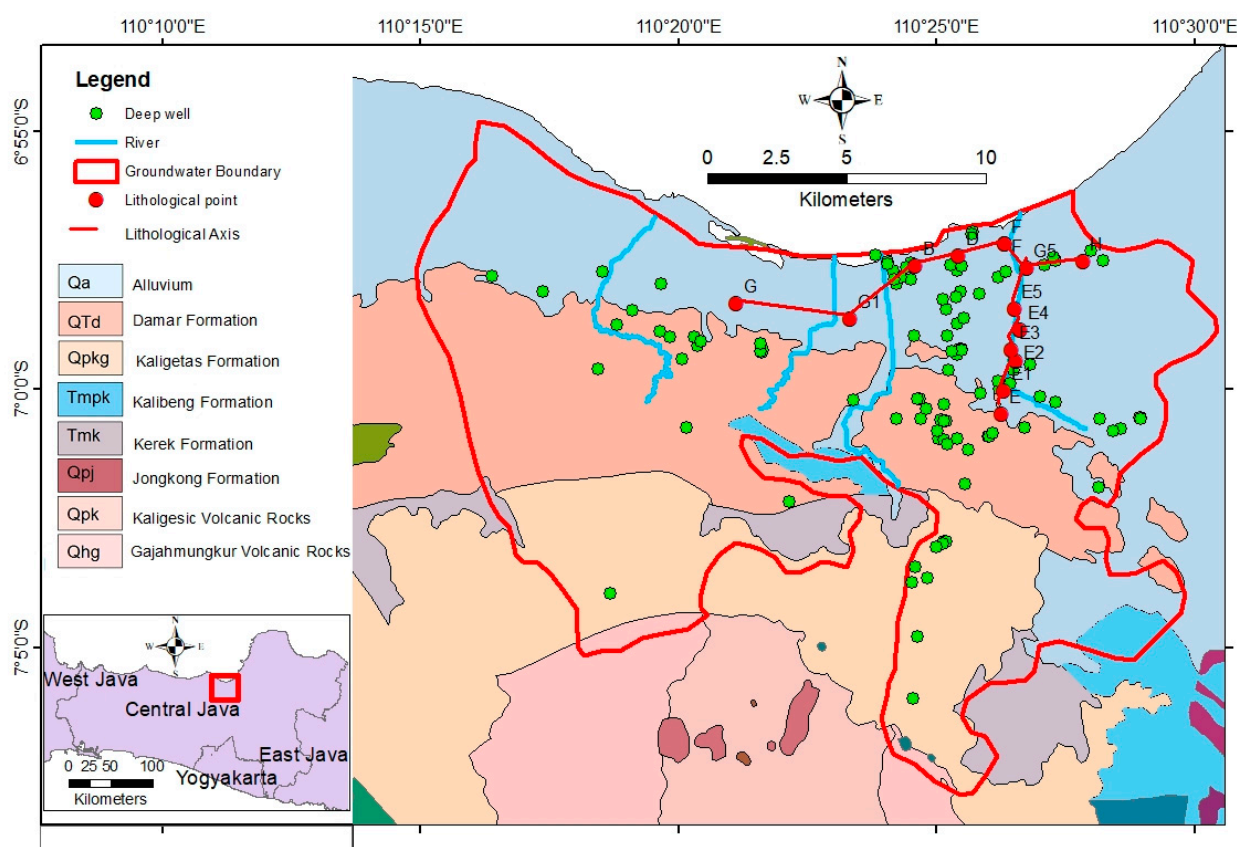 110°10'0"E
110°15'0"E
110°20'0"E
110°25'0"E
110°30'0"E
6°55'0"S
7°0'0"S
7°5'0"S
Legend
Deep well
River
Groundwater Boundary
Lithological point
Lithological Axis
Qa Alluvium
QTd Damar Formation
Qpkg Kaligetas Formation
Tmpk Kalibeng Formation
Tmk Kerek Formation
Qpj Jongkong Formation
Qpk Kaligesic Volcanic Rocks
Qhg Gajahmungkur Volcanic Rocks
N
W E
S
0 2.5 5 10
Kilometers
F
B
D
F
G5
H
G
G1
E5
E4
E3
E2
E1
E
N
W E
S
West Java
Central Java
East Java
Yogyakarta
0 25 50 100
Kilometers